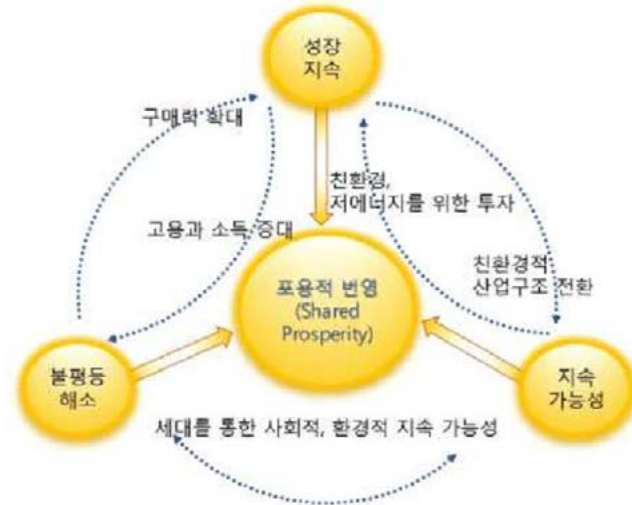 성장
지속
구매력 확대
친환경,
저에너지를 위한 투자
고용과 소득 증대
친환경적
산업구조 전환
포용적 번영
(Shared
Prosperity)
불평등
해소
지속
가능성
세대를 통한 사회적, 환경적 지속 가능성